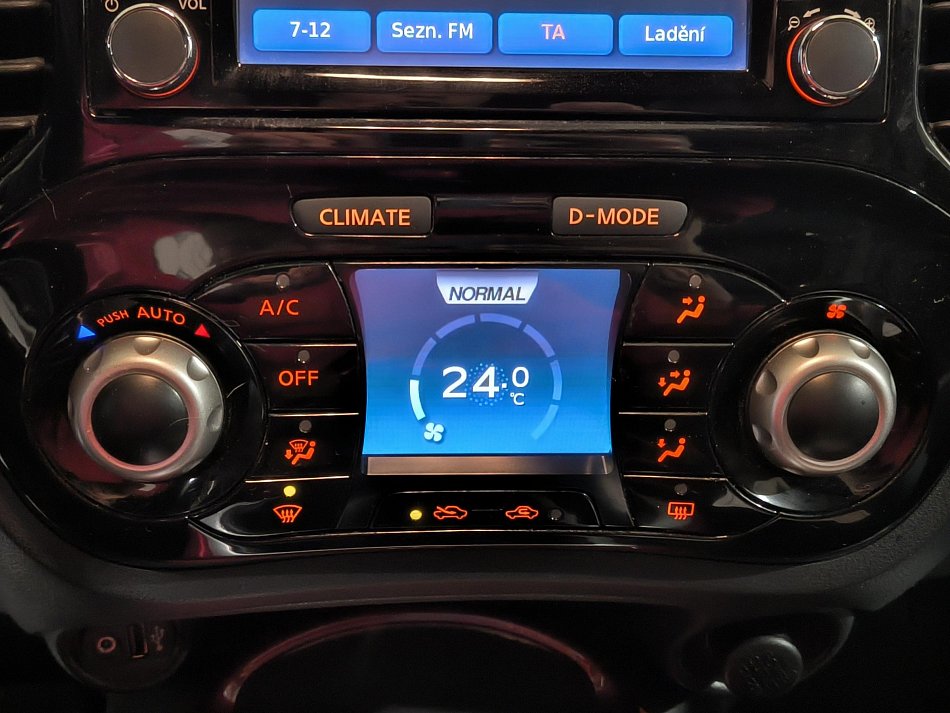 VOL
7-12
Sezn. FM
TA
Ladění
CLIMATE
D-MODE
NORMAL
A/C
PUSH AUTO
OFF
24.0
°C